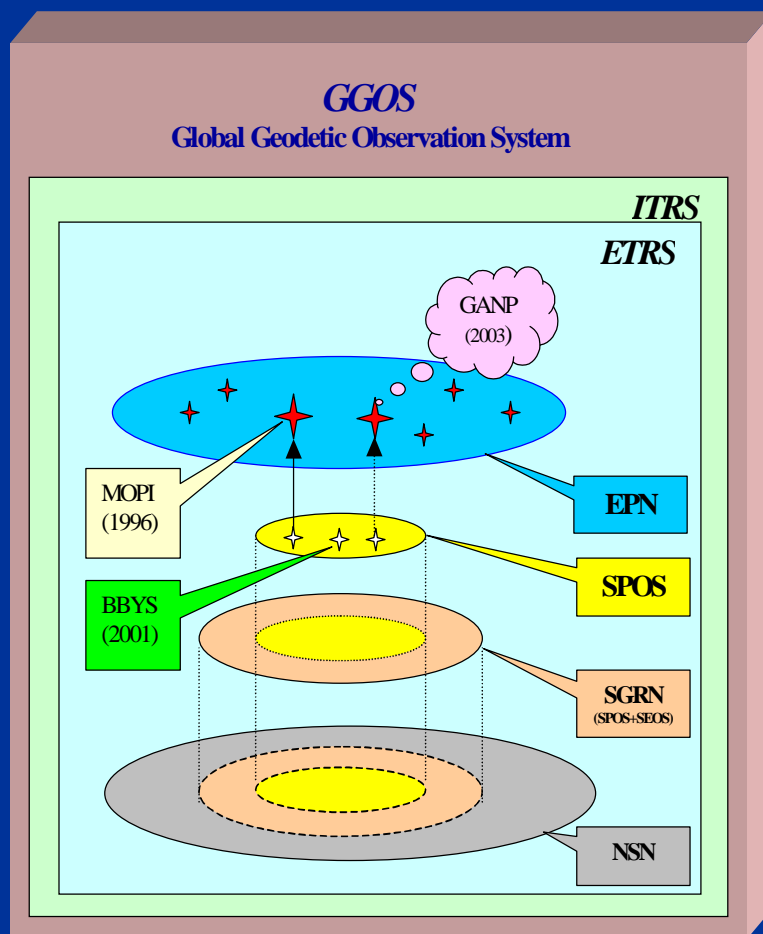 GGOS
Global Geodetic Observation System
ITRS
ETRS
GANP
(2003)
MOPI
(1996)
EPN
SPOS
BBYS
(2001)
SGRN
(SPOS+SEOS)
NSN